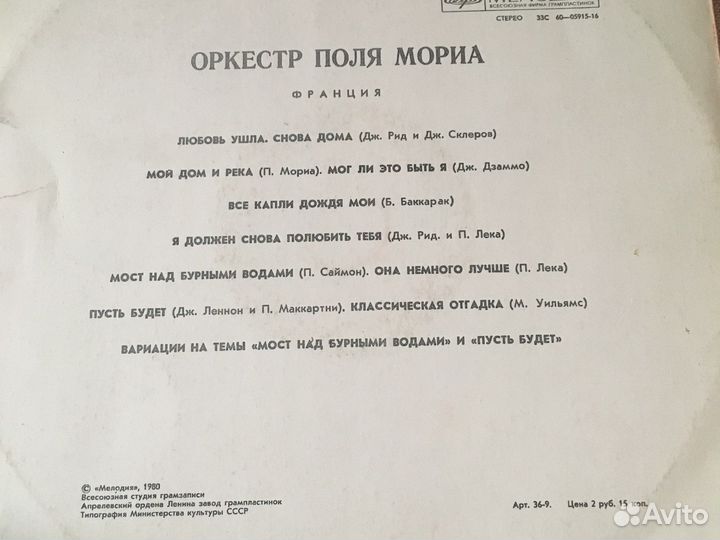 ВСЕСОЮЗНАЯ ФИРМА ГРАМПЛАСТИНОК
СТЕРЕО 33С 60—05915-16
ОРКЕСТР ПОЛЯ МОРИА
ФРАНЦИЯ
ЛЮБОВЬ УШЛА. СНОВА ДОМА (Дж. Рид и Дж. Склеров)
МОЙ ДОМ И РЕКА (П. Мориа). МОГ ЛИ ЭТО БЫТЬ Я (Дж. Дзаммо)
ВСЕ КАПЛИ ДОЖДЯ МОИ (Б. Баккарак)
Я ДОЛЖЕН СНОВА ПОЛЮБИТЬ ТЕБЯ (Дж. Рид. и П. Лека)
МОСТ НАД БУРНЫМИ ВОДАМИ (П. Саймон). ОНА НЕМНОГО ЛУЧШЕ (П. Лека)
ПУСТЬ БУДЕТ (Дж. Леннон и П. Маккартни). КЛАССИЧЕСКАЯ ОТГАДКА (М. Уильямс)
ВАРИАЦИИ НА ТЕМЫ «МОСТ НАД БУРНЫМИ ВОДАМИ» И «ПУСТЬ БУДЕТ»
© «Мелодия», 1980
Всесоюзная студия грамзаписи
Апрелевский ордена Ленина завод грампластинок
Типография Министерства культуры СССР
Арт. 36-9. Цена 2 руб. 15 коп.
Avito